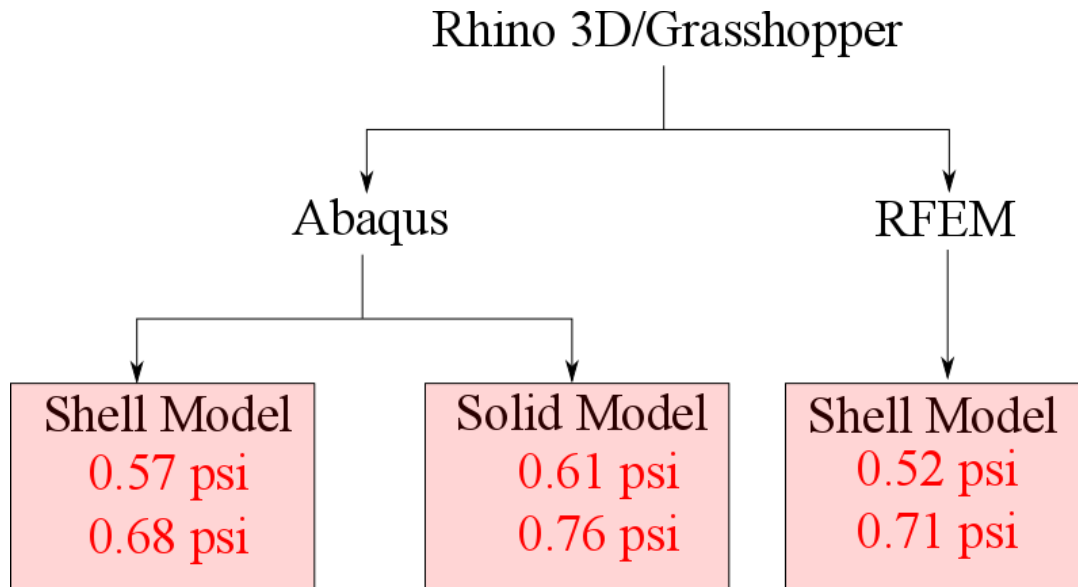 Rhino 3D/Grasshopper
Abaqus
RFEM
Shell Model
0.57 psi
0.68 psi
Solid Model
0.61 psi
0.76 psi
Shell Model
0.52 psi
0.71 psi